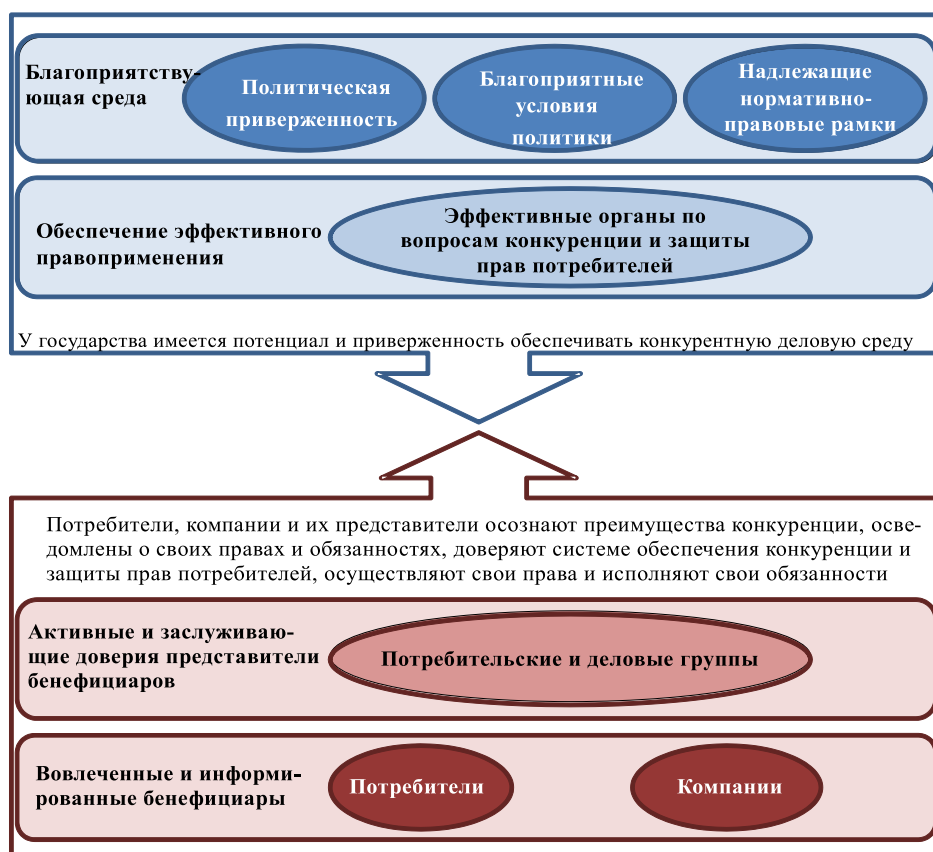 Благоприятству-
ющая среда
Политическая
приверженность
Благоприятные
условия
политики
Надлежащие
нормативно-
правовые рамки
Обеспечение эффективного
правоприменения
Эффективные органы по
вопросам конкуренции и защиты
прав потребителей
У государства имеется потенциал и приверженность обеспечивать конкурентную деловую среду
Потребители, компании и их представители осознают преимущества конкуренции, осве-
домлены о своих правах и обязанностях, доверяют системе обеспечения конкуренции и
защиты прав потребителей, осуществляют свои права и исполняют свои обязанности
Активные и заслуживаю-
щие доверия представители
бенефициаров
Потребительские и деловые группы
Вовлеченные и информи-
рованные бенефициары
Потребители
Компании